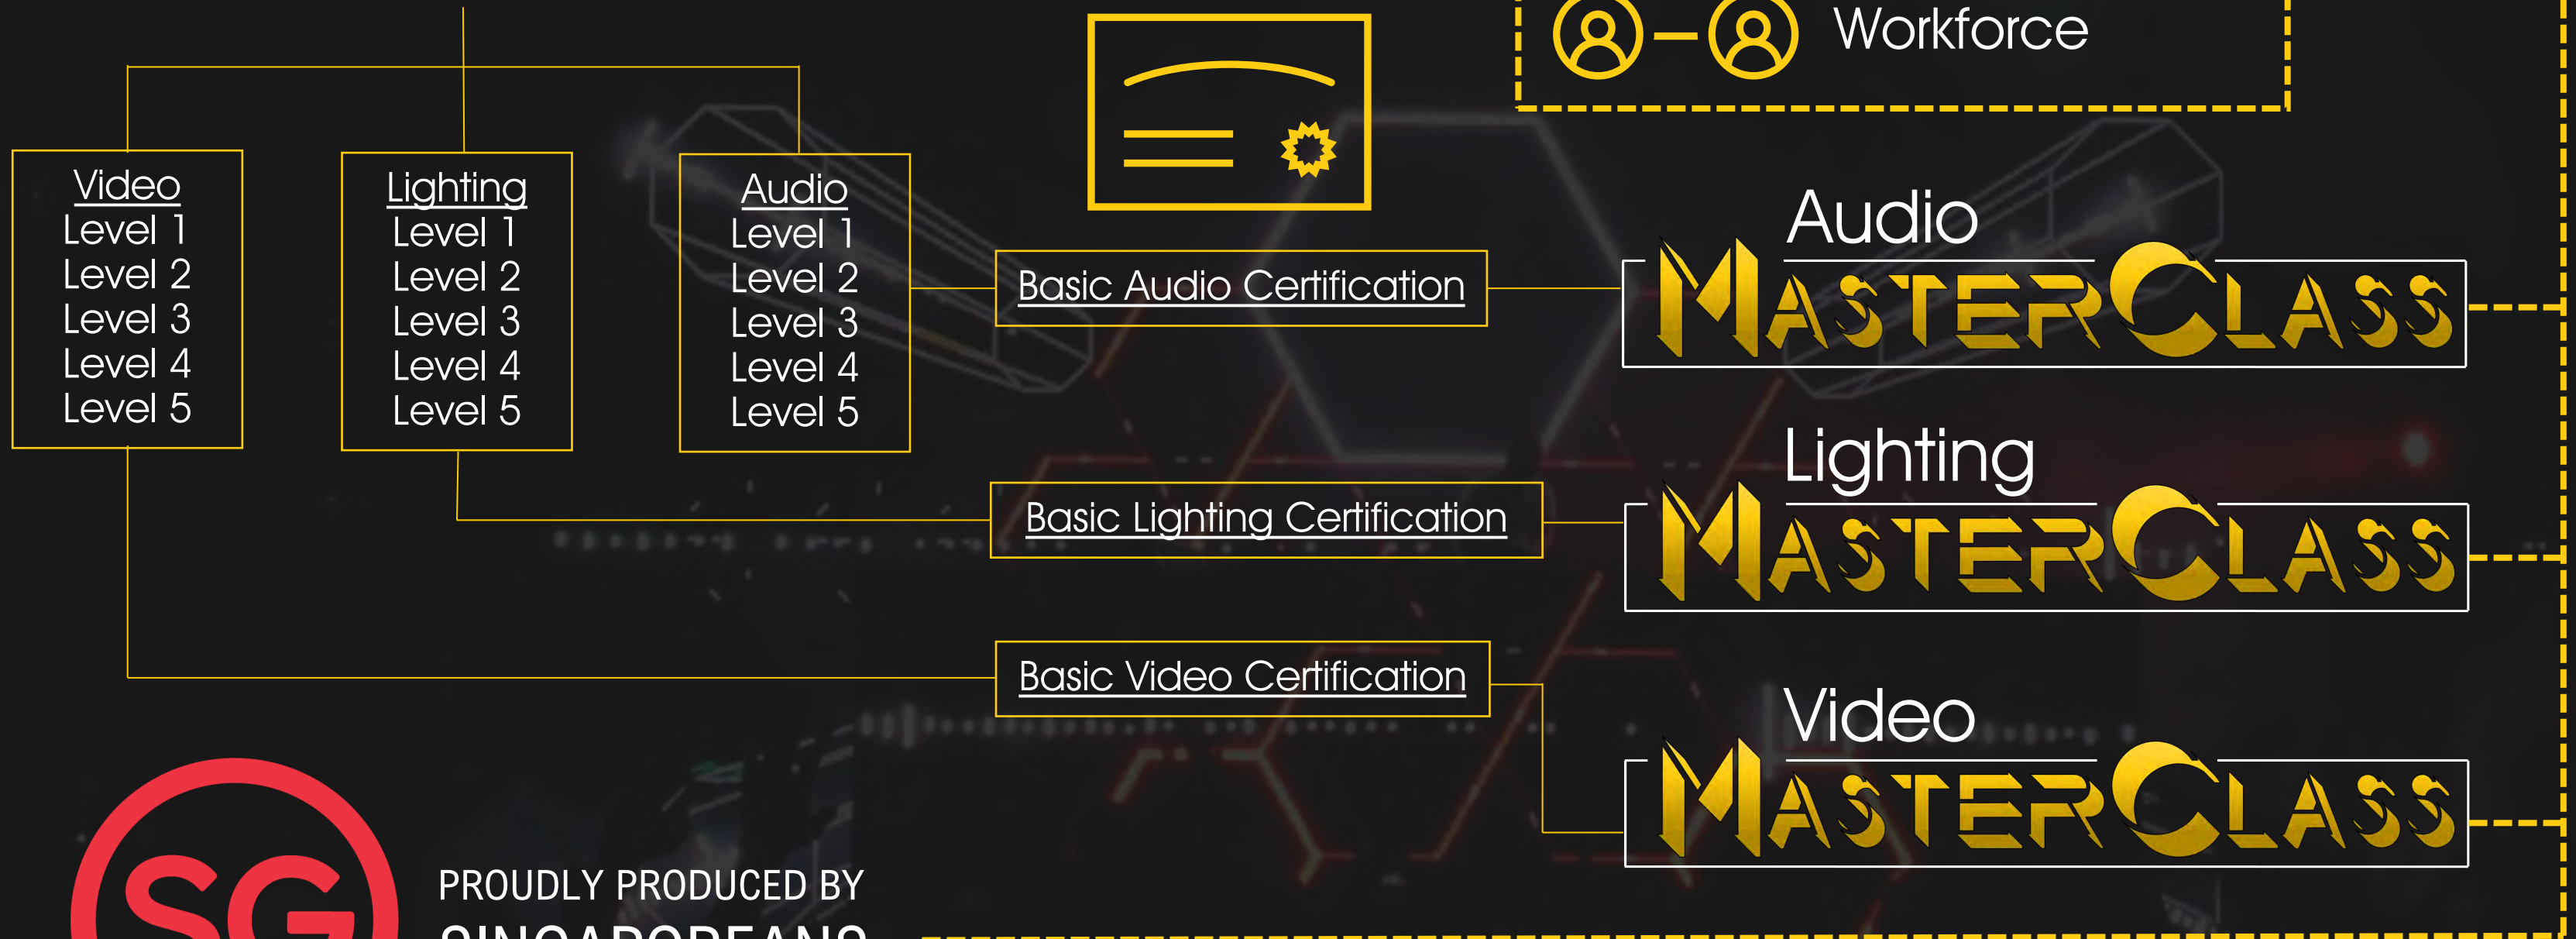 Workforce
Video
Level 1
Level 2
Level 3
Level 4
Level 5
Lighting
Level 1
Level 2
Level 3
Level 4
Level 5
Audio
Level 1
Level 2
Level 3
Level 4
Level 5
Basic Audio Certification
Audio
MASTERCLASS
Basic Lighting Certification
Lighting
MASTERCLASS
Basic Video Certification
Video
MASTERCLASS
SG
PROUDLY PRODUCED BY
SINGAPOREANS